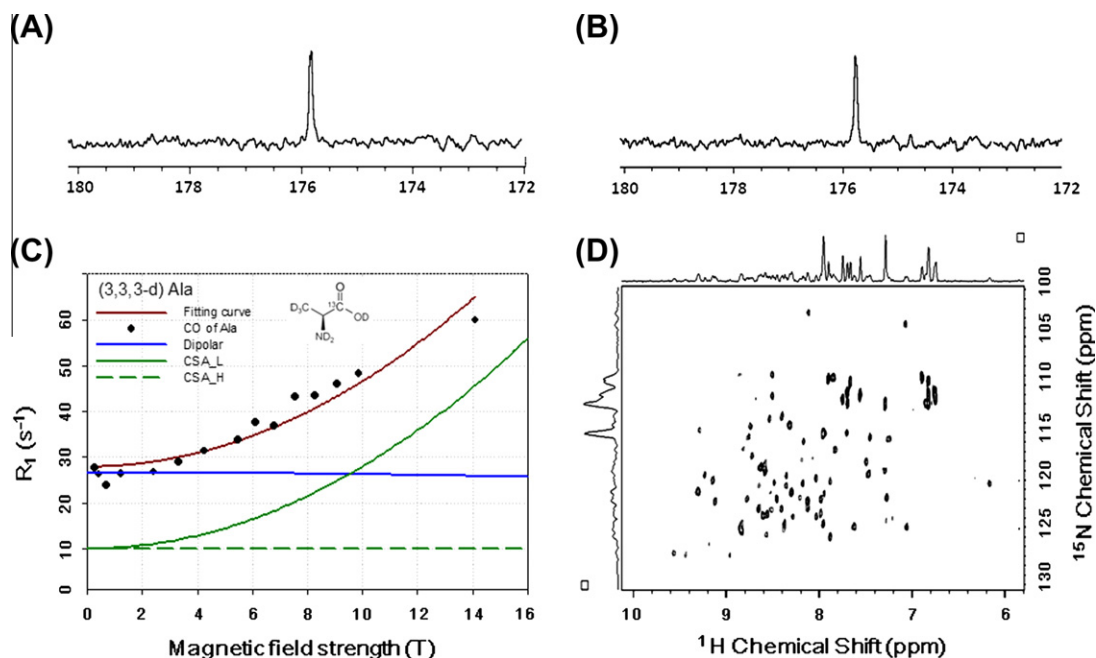 (A)
(B)
180 178 176 174 172
180 178 176 174 172
(C)
(D)
(3,3,3-d) Ala
Fitting curve
CO of Ala
Dipolar
CSA_L
CSA_H
O
D₃C
13
OD
ND₂
R₁ (s⁻¹)
60
50
40
30
20
10
0
0 2 4 6 8 10 12 14 16
Magnetic field strength (T)
100
105
110
115
120
125
130
¹⁵N Chemical Shift (ppm)
10 9 8 7 6
¹H Chemical Shift (ppm)